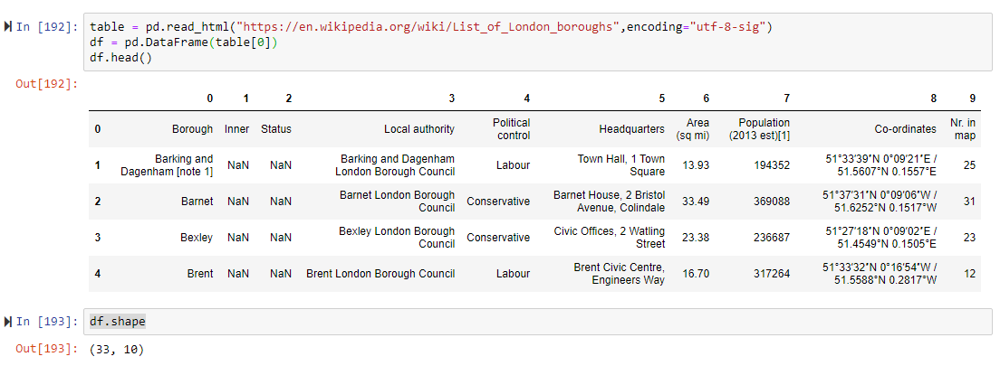 In [192]: table = pd.read_html("https://en.wikipedia.org/wiki/List_of_London_boroughs",encoding="utf-8-sig")
df = pd.DataFrame(table[0])
df.head()
Out[192]:
0 1 2 3 4 5 6 7 8 9
0 Borough Inner Status Local authority Political control Headquarters Area (sq mi) Population (2013 est)[1] Co-ordinates Nr. in map
1 Barking and Dagenham [note 1] NaN NaN Barking and Dagenham London Borough Council Labour Town Hall, 1 Town Square 13.93 194352 51°33′39″N 0°09′21″E / 51.5607°N 0.1557°E 25
2 Barnet NaN NaN Barnet London Borough Council Conservative Barnet House, 2 Bristol Avenue, Colindale 33.49 369088 51°37′31″N 0°09′06″W / 51.6252°N 0.1517°W 31
3 Bexley NaN NaN Bexley London Borough Council Conservative Civic Offices, 2 Watling Street 23.38 236687 51°27′18″N 0°09′02″E / 51.4549°N 0.1505°E 23
4 Brent NaN NaN Brent London Borough Council Labour Brent Civic Centre, Engineers Way 16.70 317264 51°33′32″N 0°16′54″W / 51.5588°N 0.2817°W 12
In [193]: df.shape
Out[193]: (33, 10)